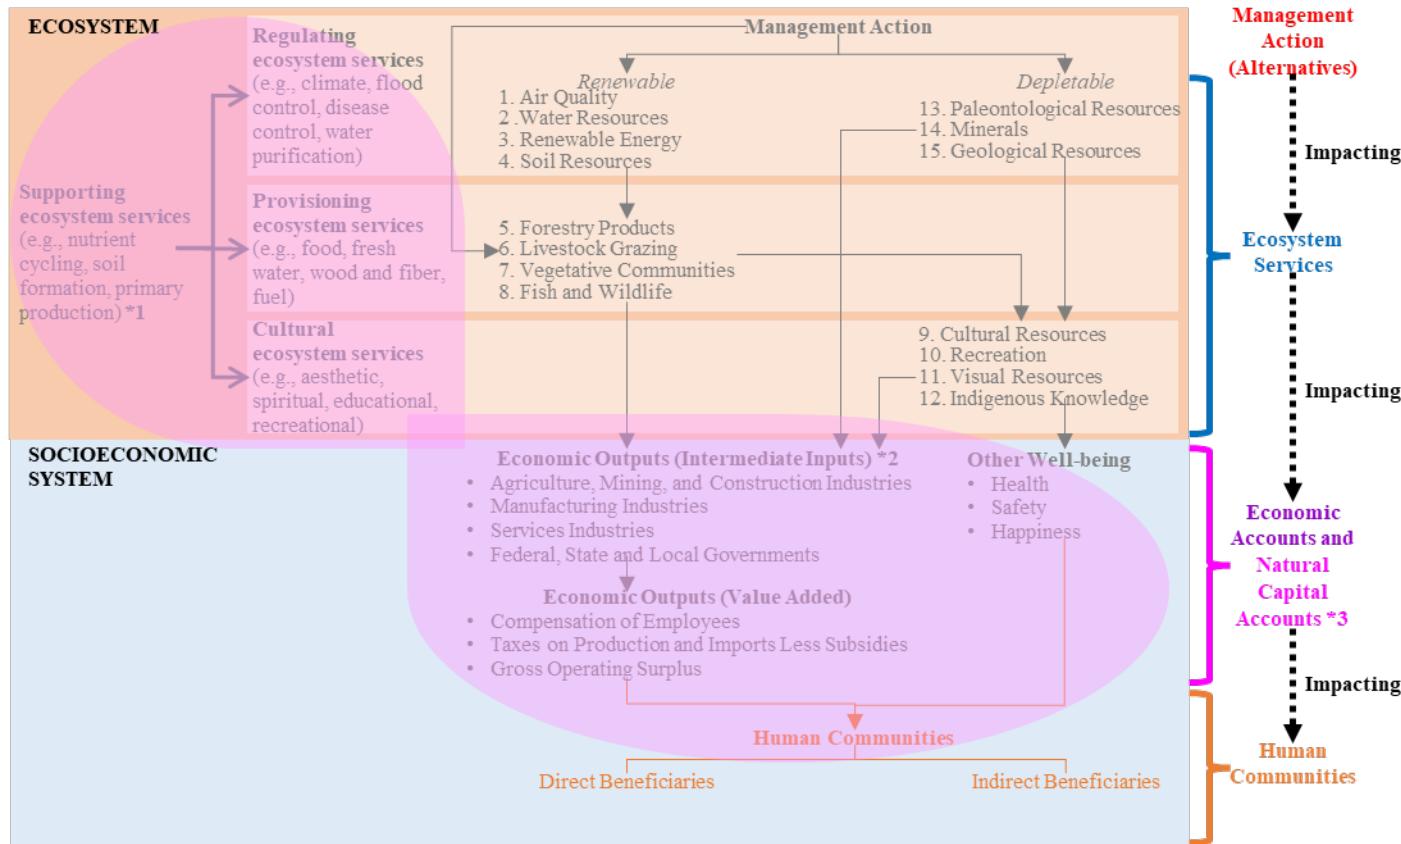 ECOSYSTEM
Regulating
ecosystem services
(e.g., climate, flood
control, disease
control, water
purification)
Supporting
ecosystem services
(e.g., nutrient
cycling, soil
formation, primary
production) *1
Provisioning
ecosystem services
(e.g., food, fresh
water, wood and fiber,
fuel)
Cultural
ecosystem services
(e.g., aesthetic,
spiritual, educational,
recreational)
Management Action
Renewable
1. Air Quality
2. Water Resources
3. Renewable Energy
4. Soil Resources
Depletable
13. Paleontological Resources
14. Minerals
15. Geological Resources
5. Forestry Products
6. Livestock Grazing
7. Vegetative Communities
8. Fish and Wildlife
9. Cultural Resources
10. Recreation
11. Visual Resources
12. Indigenous Knowledge
SOCIOECONOMIC
SYSTEM
Economic Outputs (Intermediate Inputs) *2
• Agriculture, Mining, and Construction Industries
• Manufacturing Industries
• Services Industries
• Federal, State and Local Governments
Other Well-being
• Health
• Safety
• Happiness
Economic Outputs (Value Added)
• Compensation of Employees
• Taxes on Production and Imports Less Subsidies
• Gross Operating Surplus
Human Communities
Direct Beneficiaries
Indirect Beneficiaries
Management
Action
(Alternatives)
Impacting
Ecosystem
Services
Impacting
Economic
Accounts and
Natural
Capital
Accounts *3
Impacting
Human
Communities